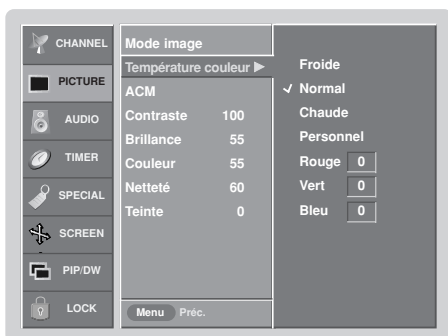 CHANNEL
PICTURE
AUDIO
TIMER
SPECIAL
SCREEN
PIP/DW
LOCK
Mode image
Température couleur ▶
ACM
Contraste 100
Brillance 55
Couleur 55
Netteté 60
Teinte 0
Menu Préc.
Froide
✓ Normal
Chaude
Personnel
Rouge 0
Vert 0
Bleu 0